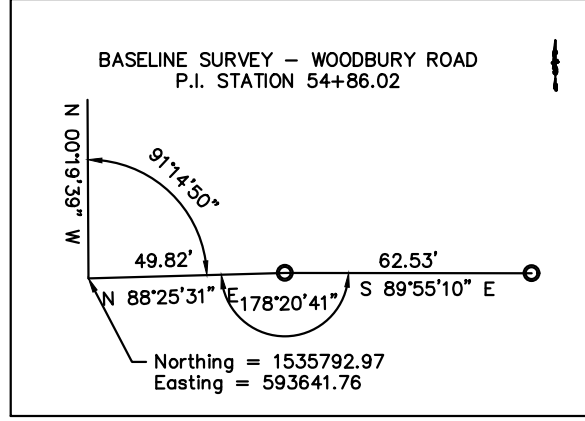 BASELINE SURVEY – WOODBURY ROAD
P.I. STATION 54+86.02
N 00°19'39" W
91°14'50"
49.82'
62.53'
N 88°25'31" E
178°20'41"
S 89°55'10" E
Northing = 1535792.97
Easting = 593641.76